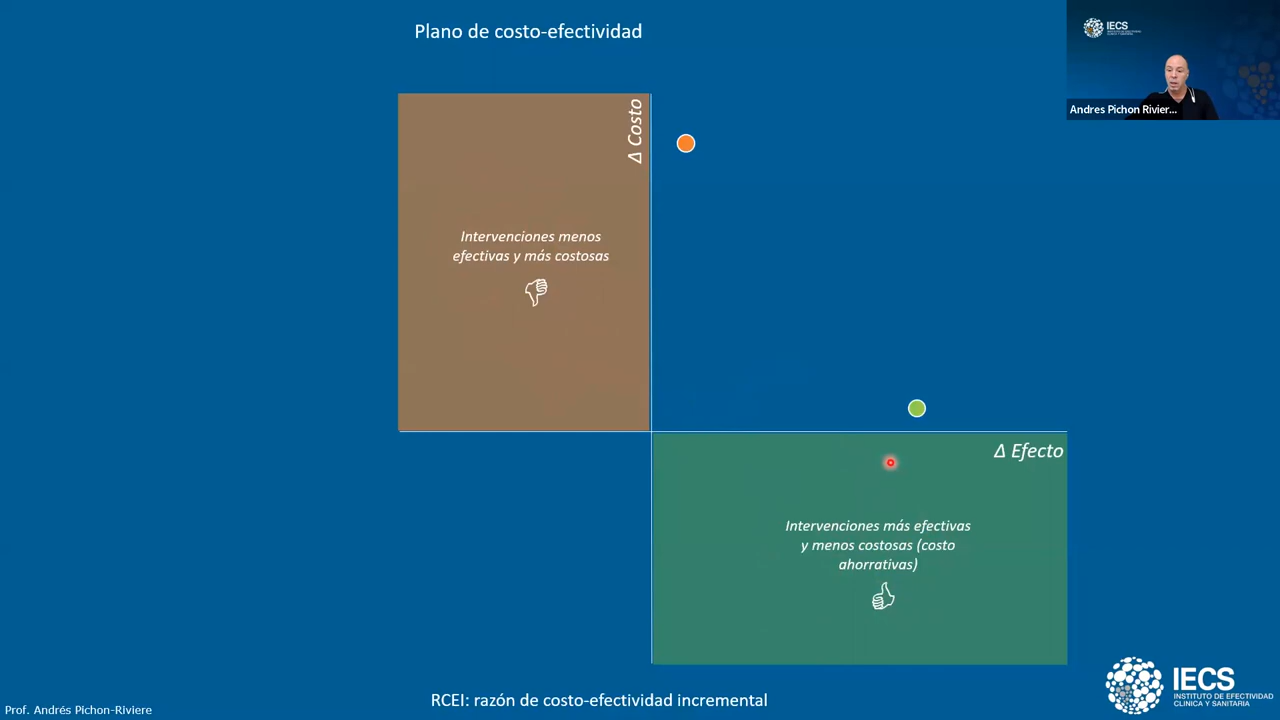 Plano de costo-efectividad
IECS
Andres Pichon Rivier...
Δ Costo
Intervenciones menos
efectivas y más costosas
Δ Efecto
Intervenciones más efectivas
y menos costosas (costo
ahorrativas)
RCEI: razón de costo-efectividad incremental
Prof. Andrés Pichon-Riviere
IECS
INSTITUTO DE EFECTIVIDAD
CLÍNICA Y SANITARIA